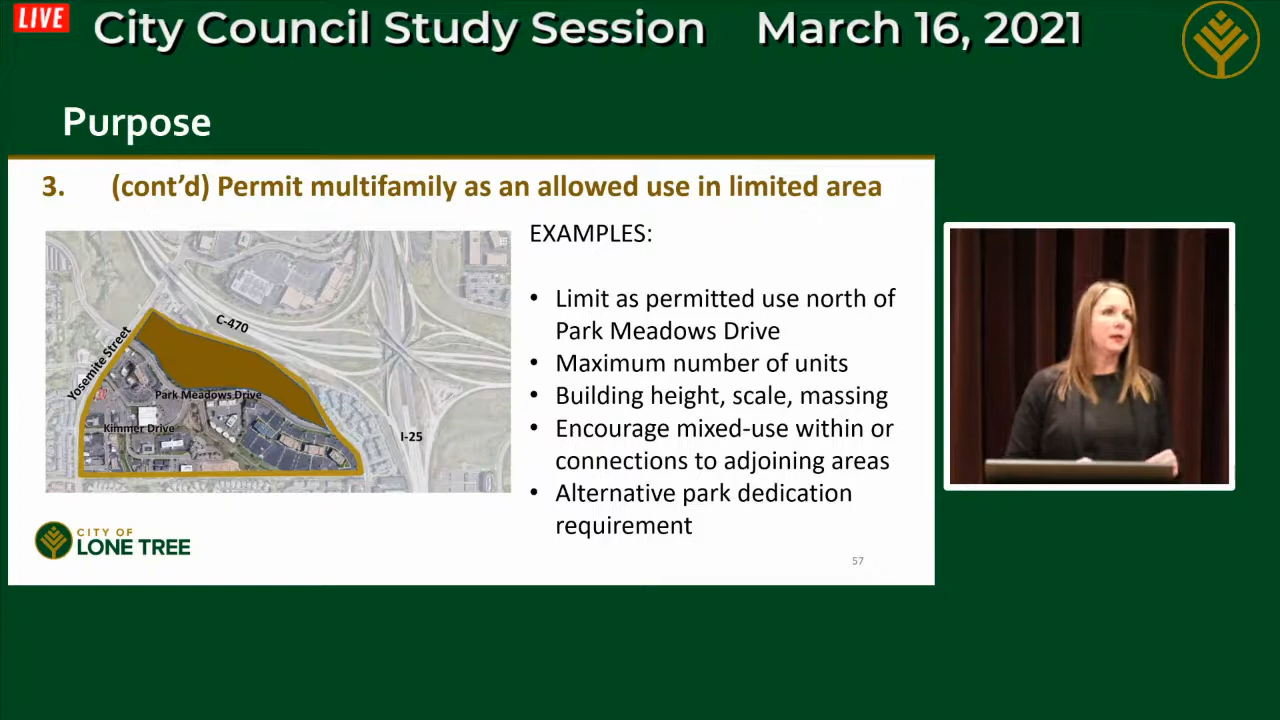 LIVE
City Council Study Session March 16, 2021
Purpose
3. (cont'd) Permit multifamily as an allowed use in limited area
EXAMPLES:
• Limit as permitted use north of
Park Meadows Drive
• Maximum number of units
• Building height, scale, massing
• Encourage mixed-use within or
connections to adjoining areas
• Alternative park dedication
requirement
C-470
Yosemite Street
Park Meadows Drive
Kimmer Drive
I-25
CITY OF
LONE TREE
57